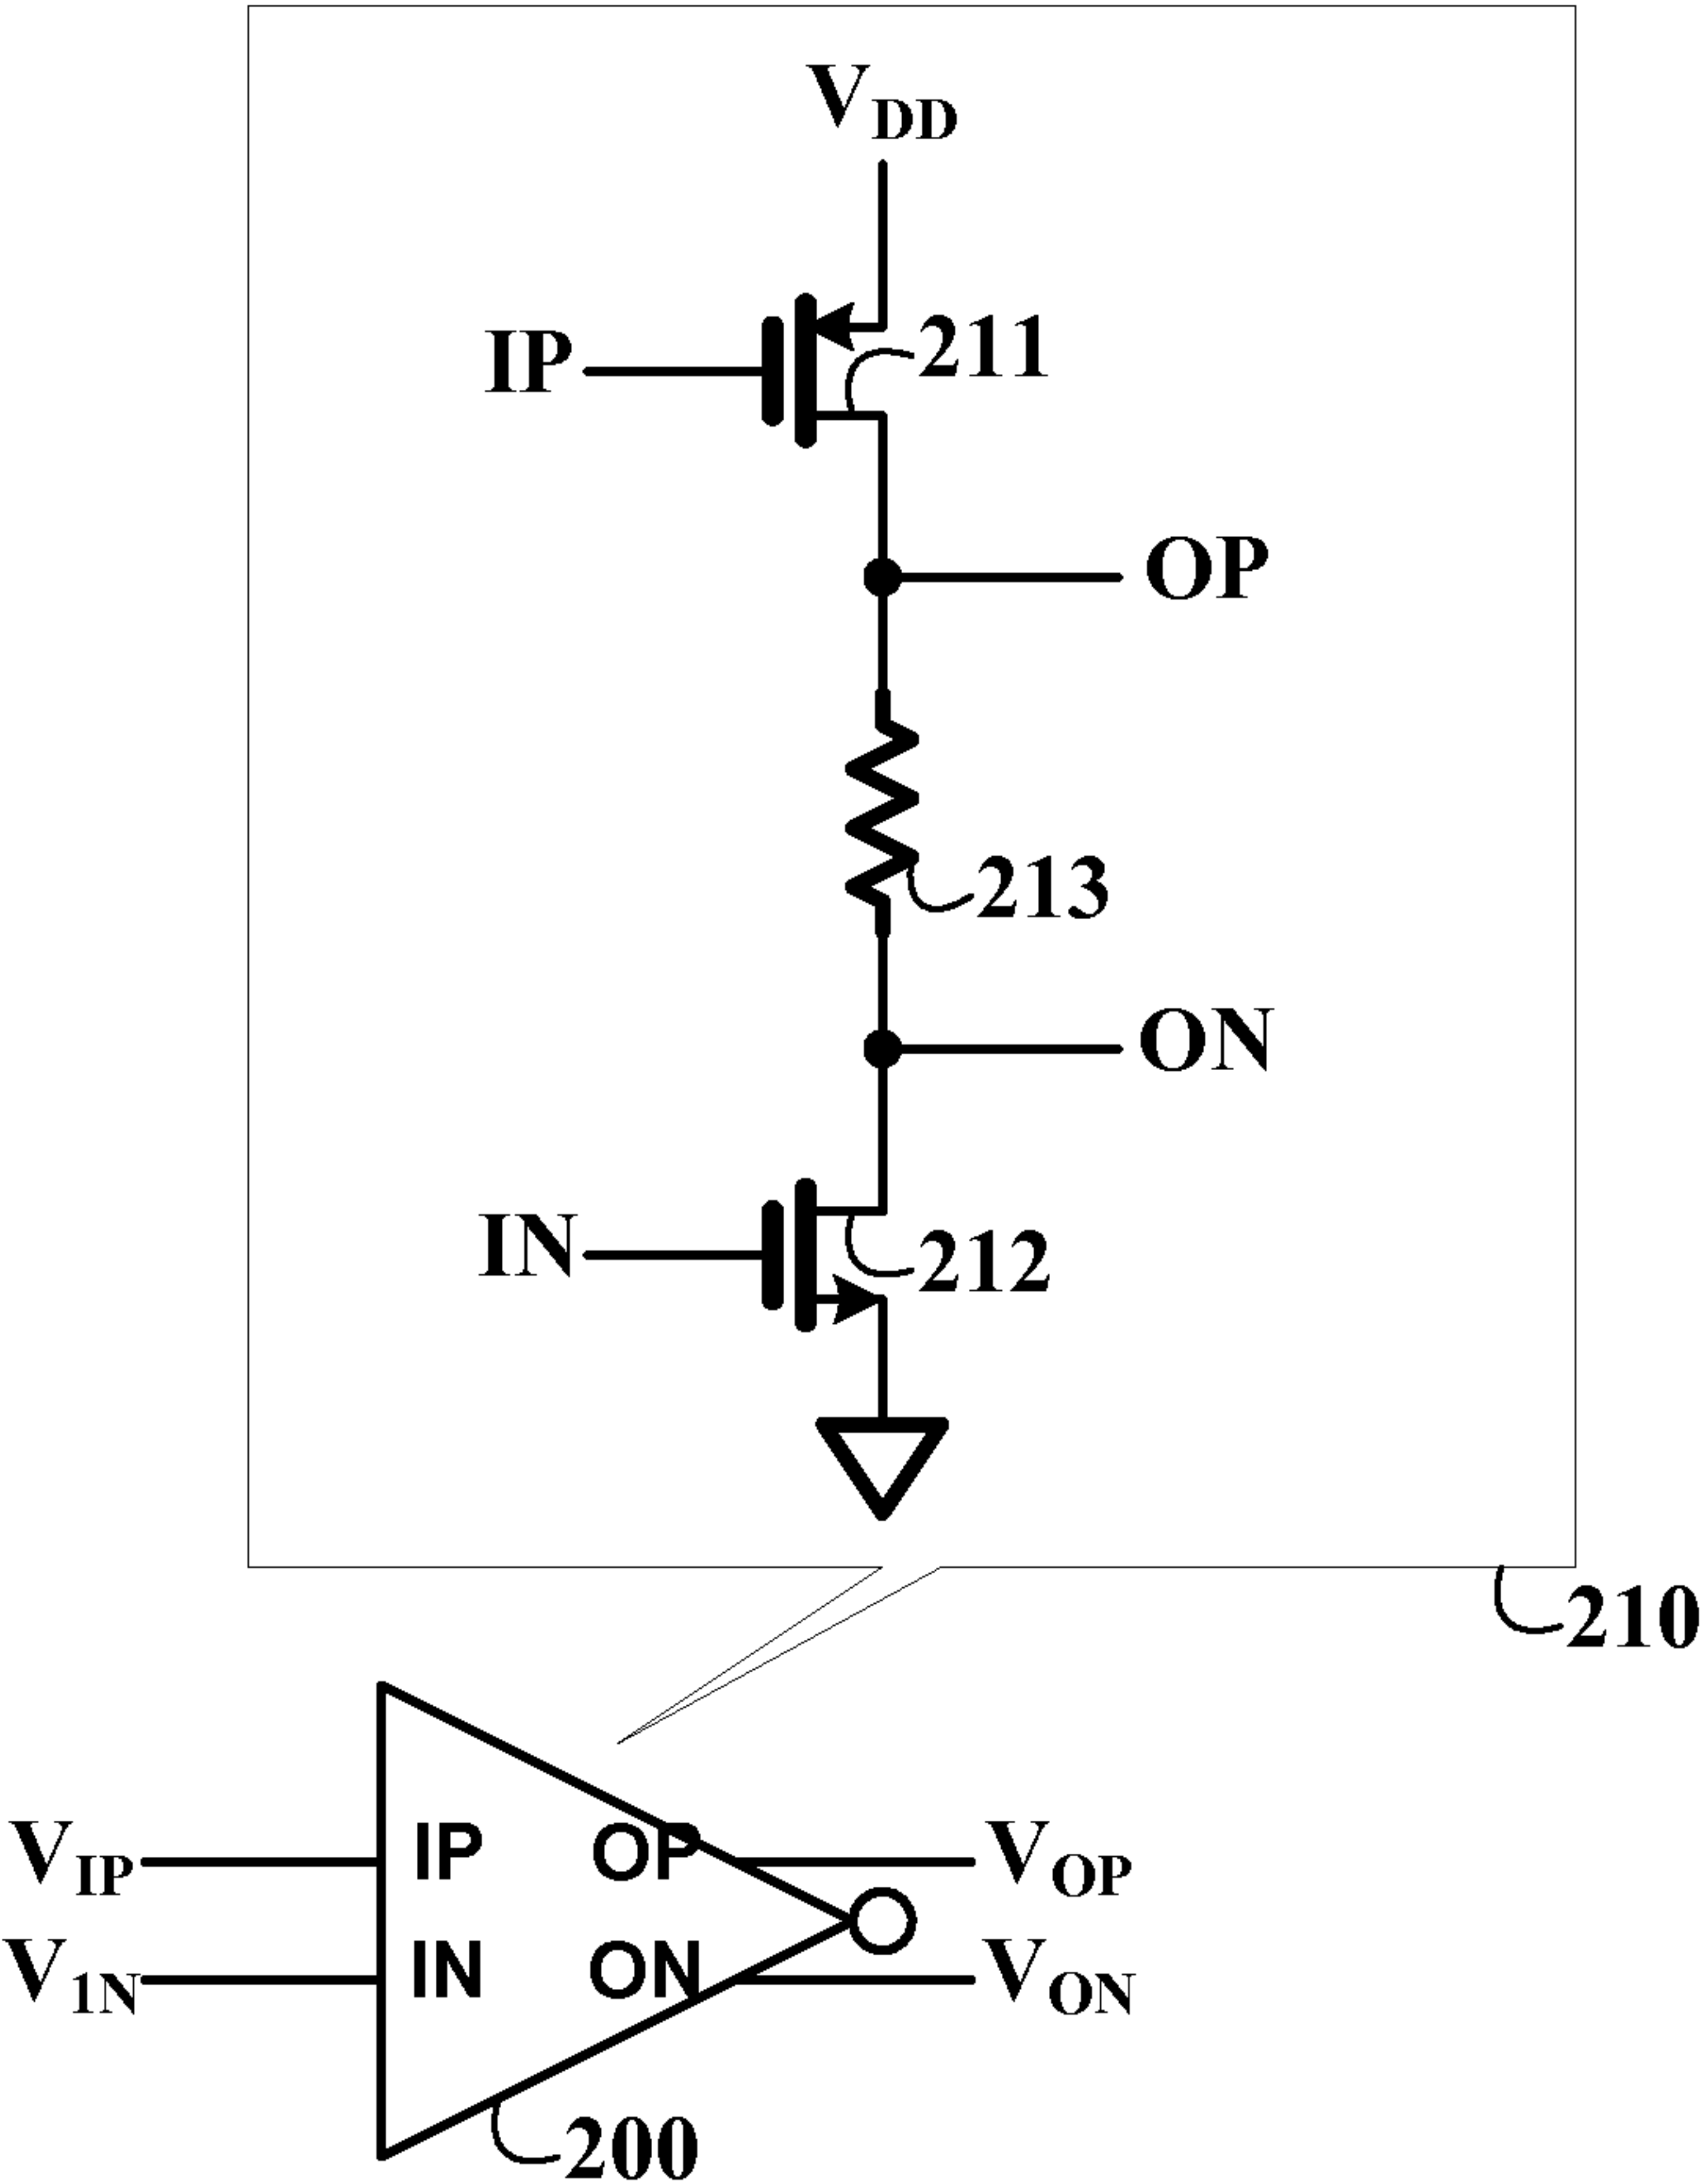 VDD
IP
211
OP
213
ON
IN
212
210
IP OP
VIP VOP
IN ON
V1N VON
200